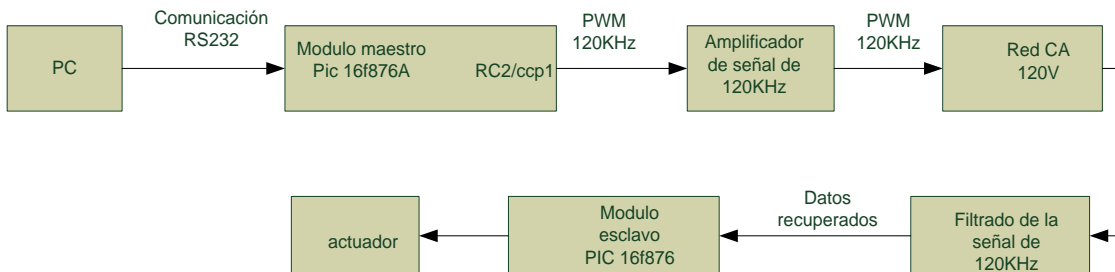 Comunicación
RS232
PWM
120KHz
PWM
120KHz
PC
Modulo maestro
Pic 16f876A
RC2/ccp1
Amplificador
de señal de
120KHz
Red CA
120V
Datos
recuperados
actuador
Modulo
esclavo
PIC 16f876
Filtrado de la
señal de
120KHz